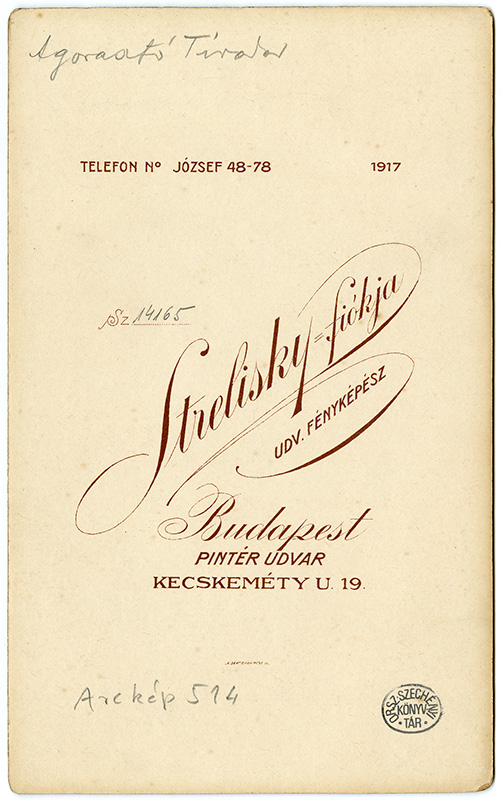 Agorasztó Tivadar
TELEFON Nº JÓZSEF 48-78 1917
Sz 14165
Strelisky=fiókja
UDV. FÉNYKÉPÉSZ
Budapest
PINTÉR UDVAR
KECSKEMÉTY U. 19.
Arckép 514
ORSZ. SZÉCHÉNYI
KÖNYV
TÁR